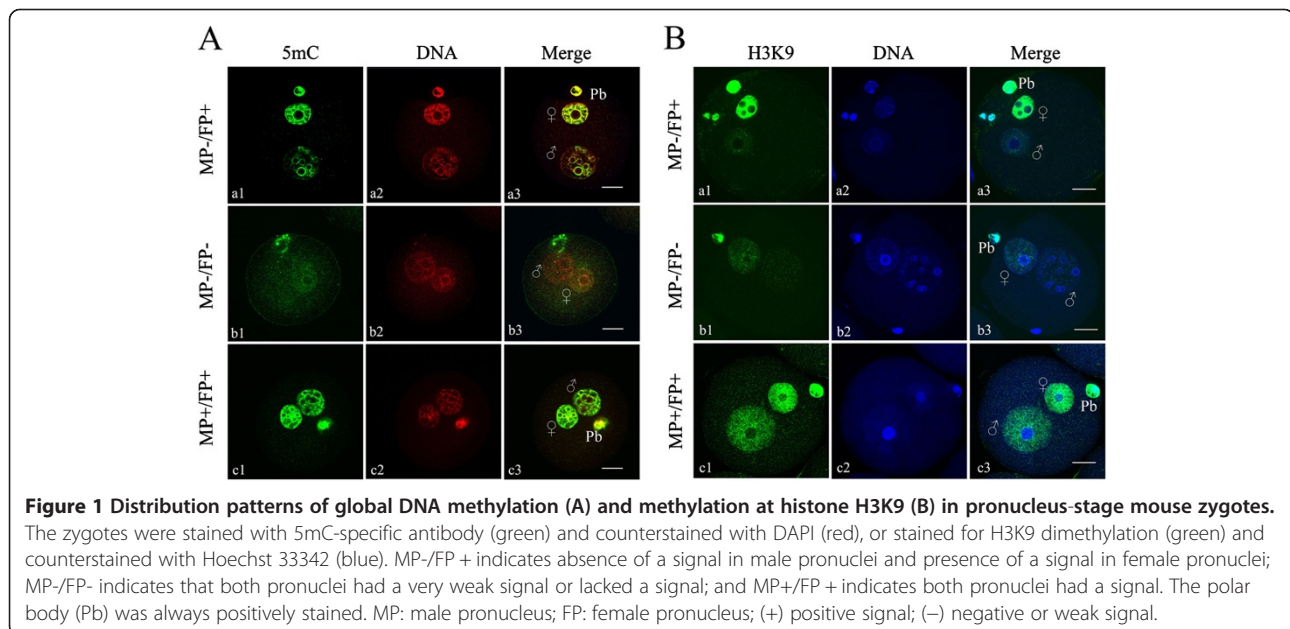 A
B
5mC DNA Merge
H3K9 DNA Merge
MP-/FP+
Pb
♀
♂
a1 a2 a3
MP-/FP+
Pb
♀
♂
a1 a2 a3
MP-/FP-
♂
♀
b1 b2 b3
MP-/FP-
Pb
♀
♂
b1 b2 b3
MP+/FP+
♂
♀
Pb
c1 c2 c3
MP+/FP+
♀
Pb
♂
c1 c2 c3
Figure 1 Distribution patterns of global DNA methylation (A) and methylation at histone H3K9 (B) in pronucleus-stage mouse zygotes.
The zygotes were stained with 5mC-specific antibody (green) and counterstained with DAPI (red), or stained for H3K9 dimethylation (green) and
counterstained with Hoechst 33342 (blue). MP-/FP + indicates absence of a signal in male pronuclei and presence of a signal in female pronuclei;
MP-/FP- indicates that both pronuclei had a very weak signal or lacked a signal; and MP+/FP + indicates both pronuclei had a signal. The polar
body (Pb) was always positively stained. MP: male pronucleus; FP: female pronucleus; (+) positive signal; (−) negative or weak signal.